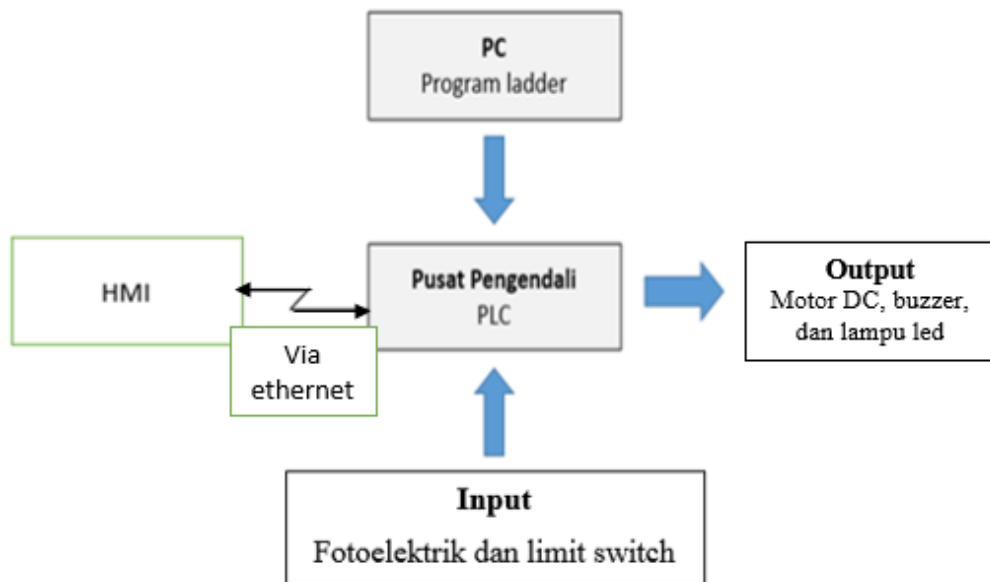 PC
Program ladder
HMI
Via
ethernet
Pusat Pengendali
PLC
Output
Motor DC, buzzer,
dan lampu led
Input
Fotoelektrik dan limit switch